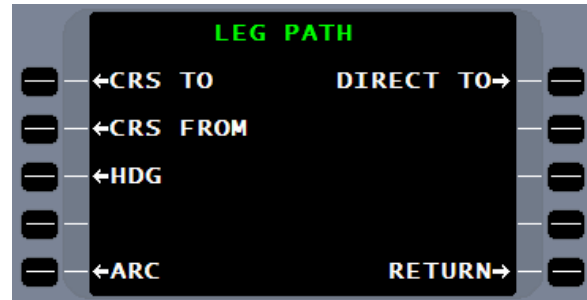 LEG PATH
←CRS TO DIRECT TO→
←CRS FROM
←HDG
←ARC RETURN→